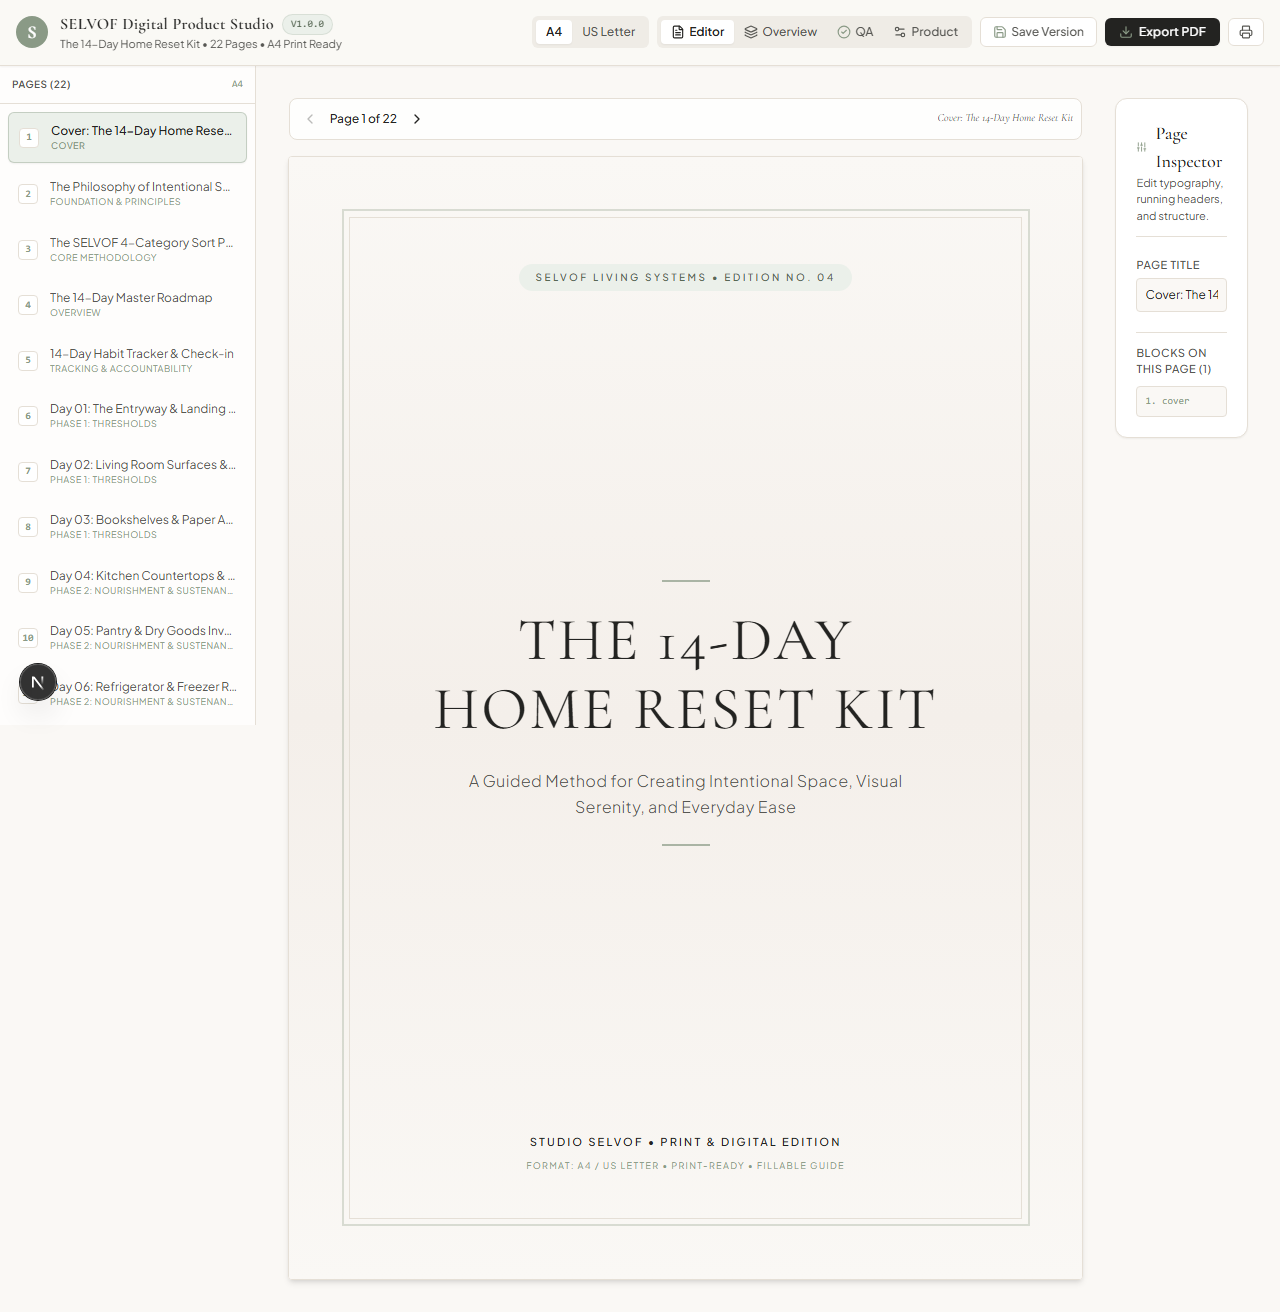 S
SELVOF Digital Product Studio
V1.0.0
The 14-Day Home Reset Kit • 22 Pages • A4 Print Ready
A4
US Letter
Editor
Overview
QA
Product
Save Version
Export PDF
PAGES (22)
A4
1
Cover: The 14-Day Home Rese...
COVER
2
The Philosophy of Intentional S...
FOUNDATION & PRINCIPLES
3
The SELVOF 4-Category Sort P...
CORE METHODOLOGY
4
The 14-Day Master Roadmap
OVERVIEW
5
14-Day Habit Tracker & Check-in
TRACKING & ACCOUNTABILITY
6
Day 01: The Entryway & Landing ...
PHASE 1: THRESHOLDS
7
Day 02: Living Room Surfaces &...
PHASE 1: THRESHOLDS
8
Day 03: Bookshelves & Paper A...
PHASE 1: THRESHOLDS
9
Day 04: Kitchen Countertops & ...
PHASE 2: NOURISHMENT & SUSTENAN...
10
Day 05: Pantry & Dry Goods Inv...
PHASE 2: NOURISHMENT & SUSTENAN...
N
Day 06: Refrigerator & Freezer R...
PHASE 2: NOURISHMENT & SUSTENAN...
Page 1 of 22
Cover: The 14-Day Home Reset Kit
SELVOF LIVING SYSTEMS • EDITION NO. 04
THE 14-DAY
HOME RESET KIT
A Guided Method for Creating Intentional Space, Visual
Serenity, and Everyday Ease
STUDIO SELVOF • PRINT & DIGITAL EDITION
FORMAT: A4 / US LETTER • PRINT-READY • FILLABLE GUIDE
Page
Inspector
Edit typography,
running headers,
and structure.
PAGE TITLE
Cover: The 14
BLOCKS ON
THIS PAGE (1)
1. cover